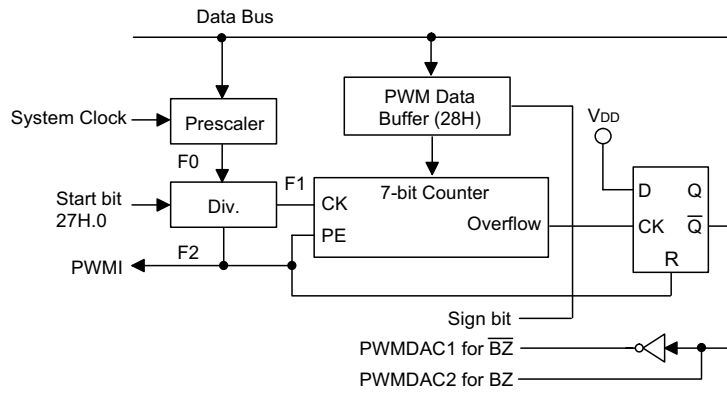 Data Bus
System Clock
Prescaler
PWM Data
Buffer (28H)
VDD
F0
Start bit
27H.0
Div.
F1
7-bit Counter
CK
PE
Overflow
D Q
CK Q̅
R
F2
PWMI
Sign bit
PWMDAC1 for B̅Z̅
PWMDAC2 for BZ